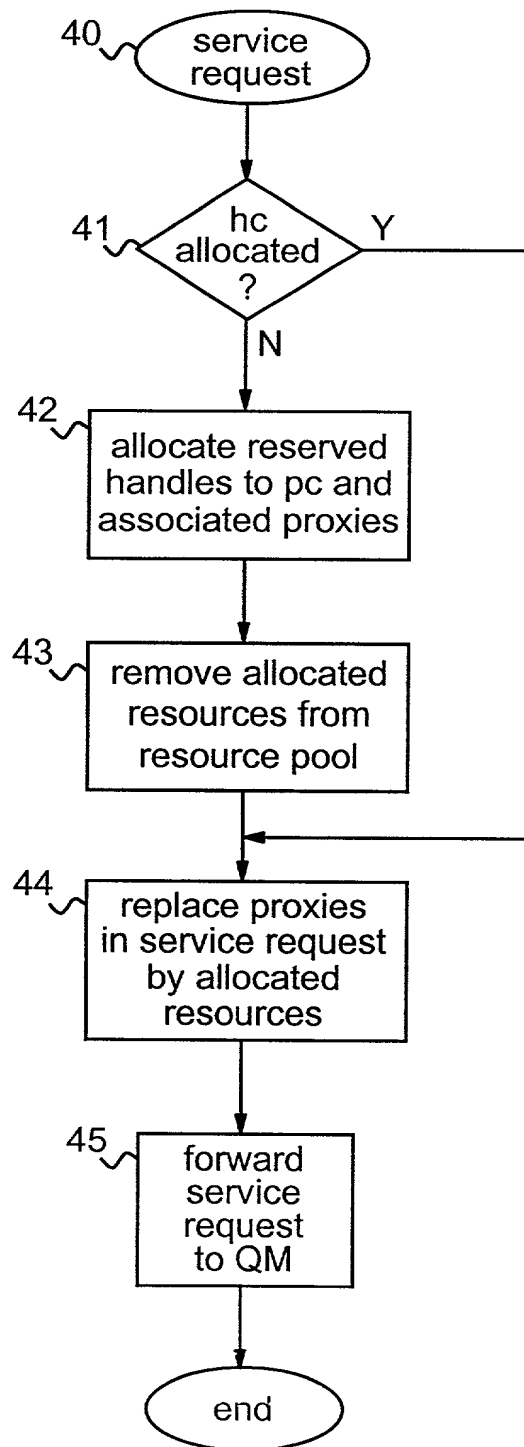 40
service
request
41
hc
allocated
?
Y
N
42
allocate reserved
handles to pc and
associated proxies
43
remove allocated
resources from
resource pool
44
replace proxies
in service request
by allocated
resources
45
forward
service
request
to QM
end